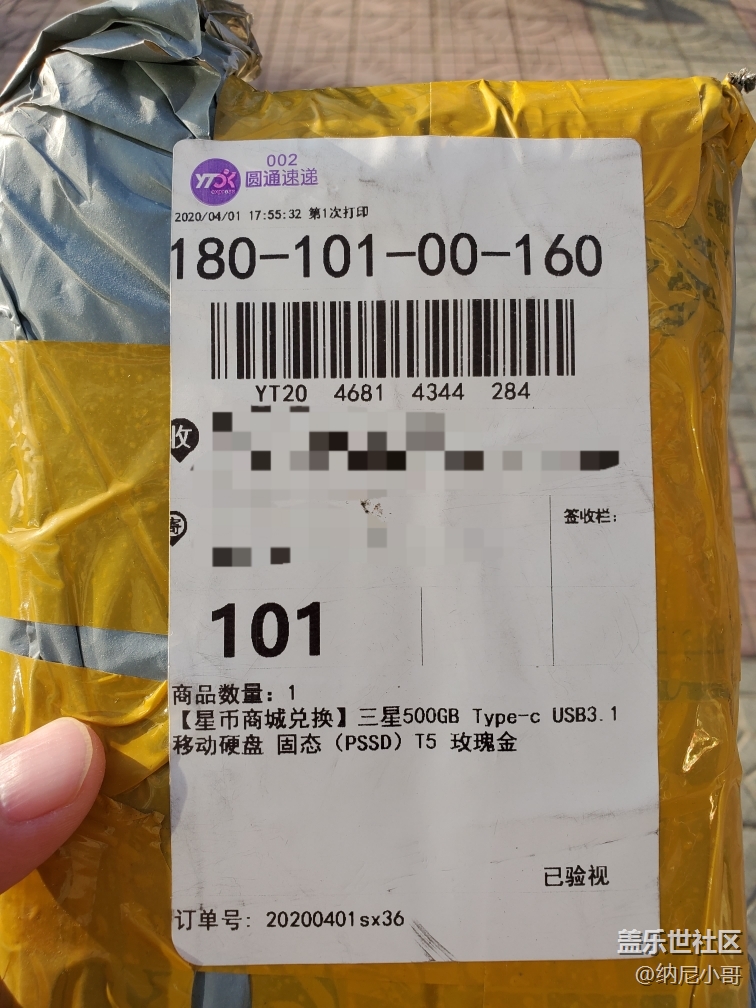 002
YTO
EXPRESS
圆通速递
2020/04/01 17:55:32 第1次打印
180-101-00-160
YT20 4681 4344 284
收
寄
签收栏:
101
商品数量: 1
【星币商城兑换】三星500GB Type-c USB3.1
移动硬盘 固态（PSSD）T5 玫瑰金
已验视
订单号: 20200401sx36
盖乐世社区
@纳尼小哥